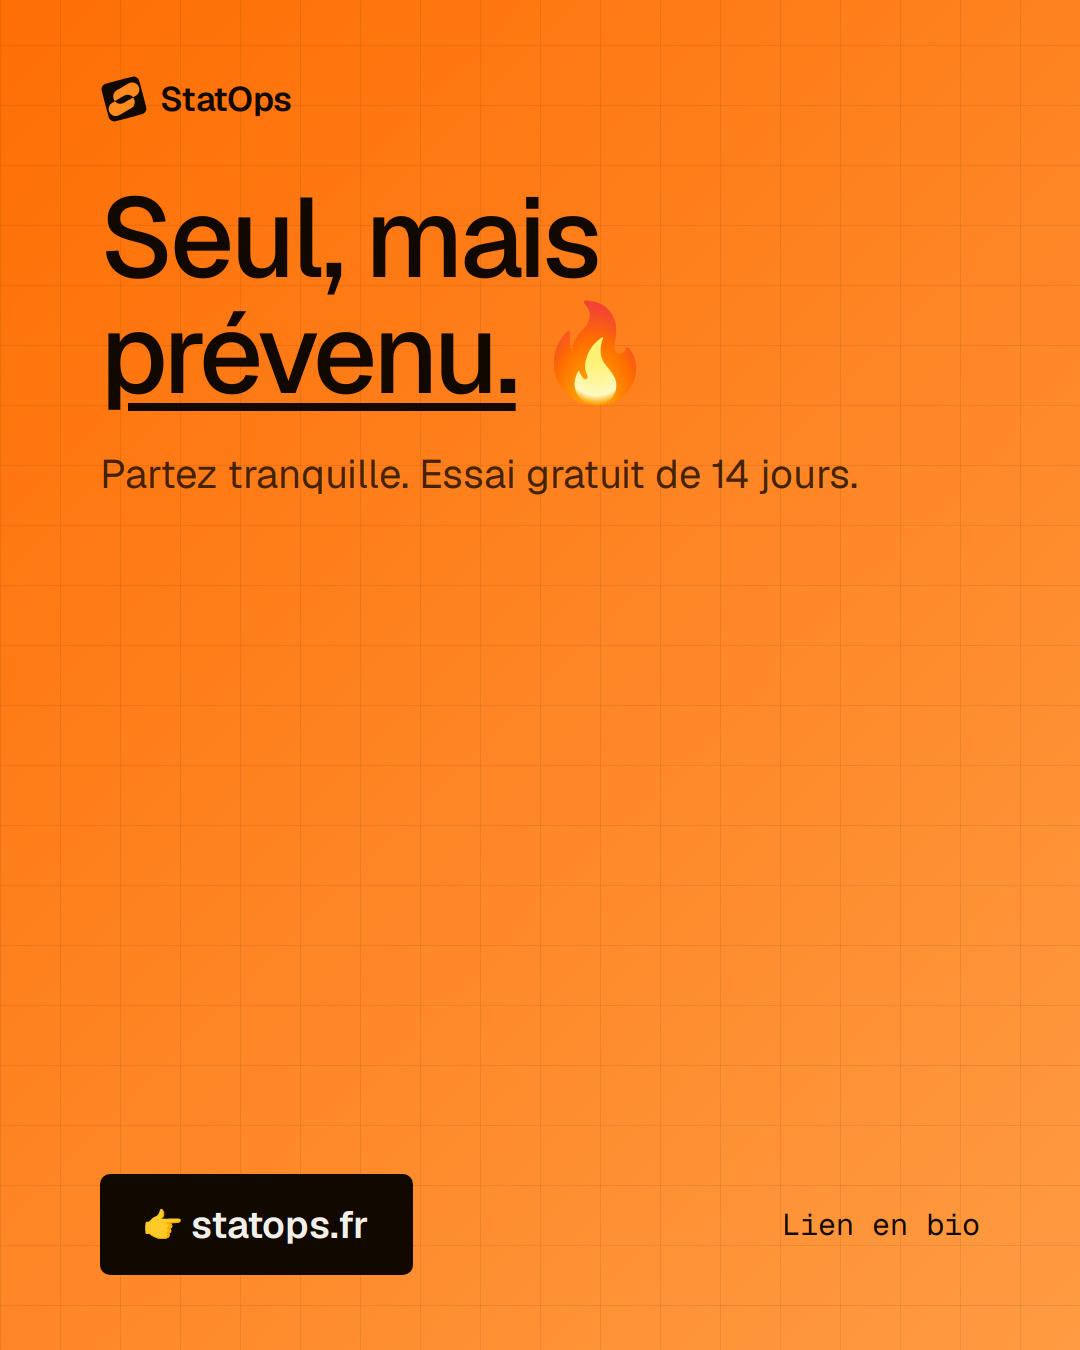 StatOps
Seul, mais
prévenu. 🔥
Partez tranquille. Essai gratuit de 14 jours.
👉 statops.fr
Lien en bio